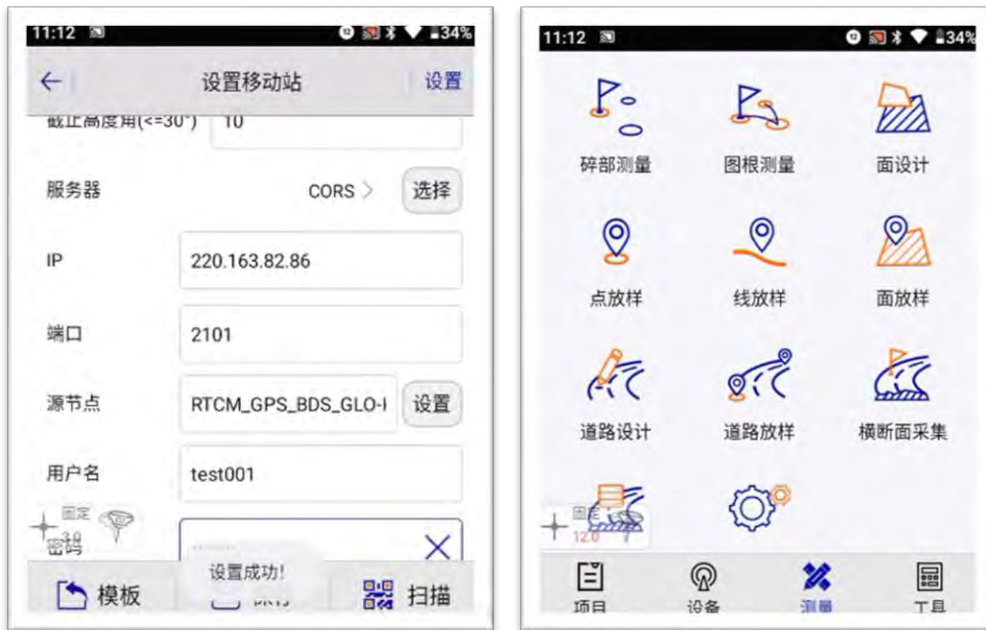 11:12
34%
设置移动站
设置
截止高度角(<=30°)
10
服务器
CORS >
选择
IP
220.163.82.86
端口
2101
源节点
RTCM_GPS_BDS_GLO-I
设置
用户名
test001
固定
3.0
密码
设置成功!
模板
保存
扫描
11:12
12
34%
碎部测量
图根测量
面设计
点放样
线放样
面放样
道路设计
道路放样
横断面采集
固定
12.0
项目
设备
测量
工具